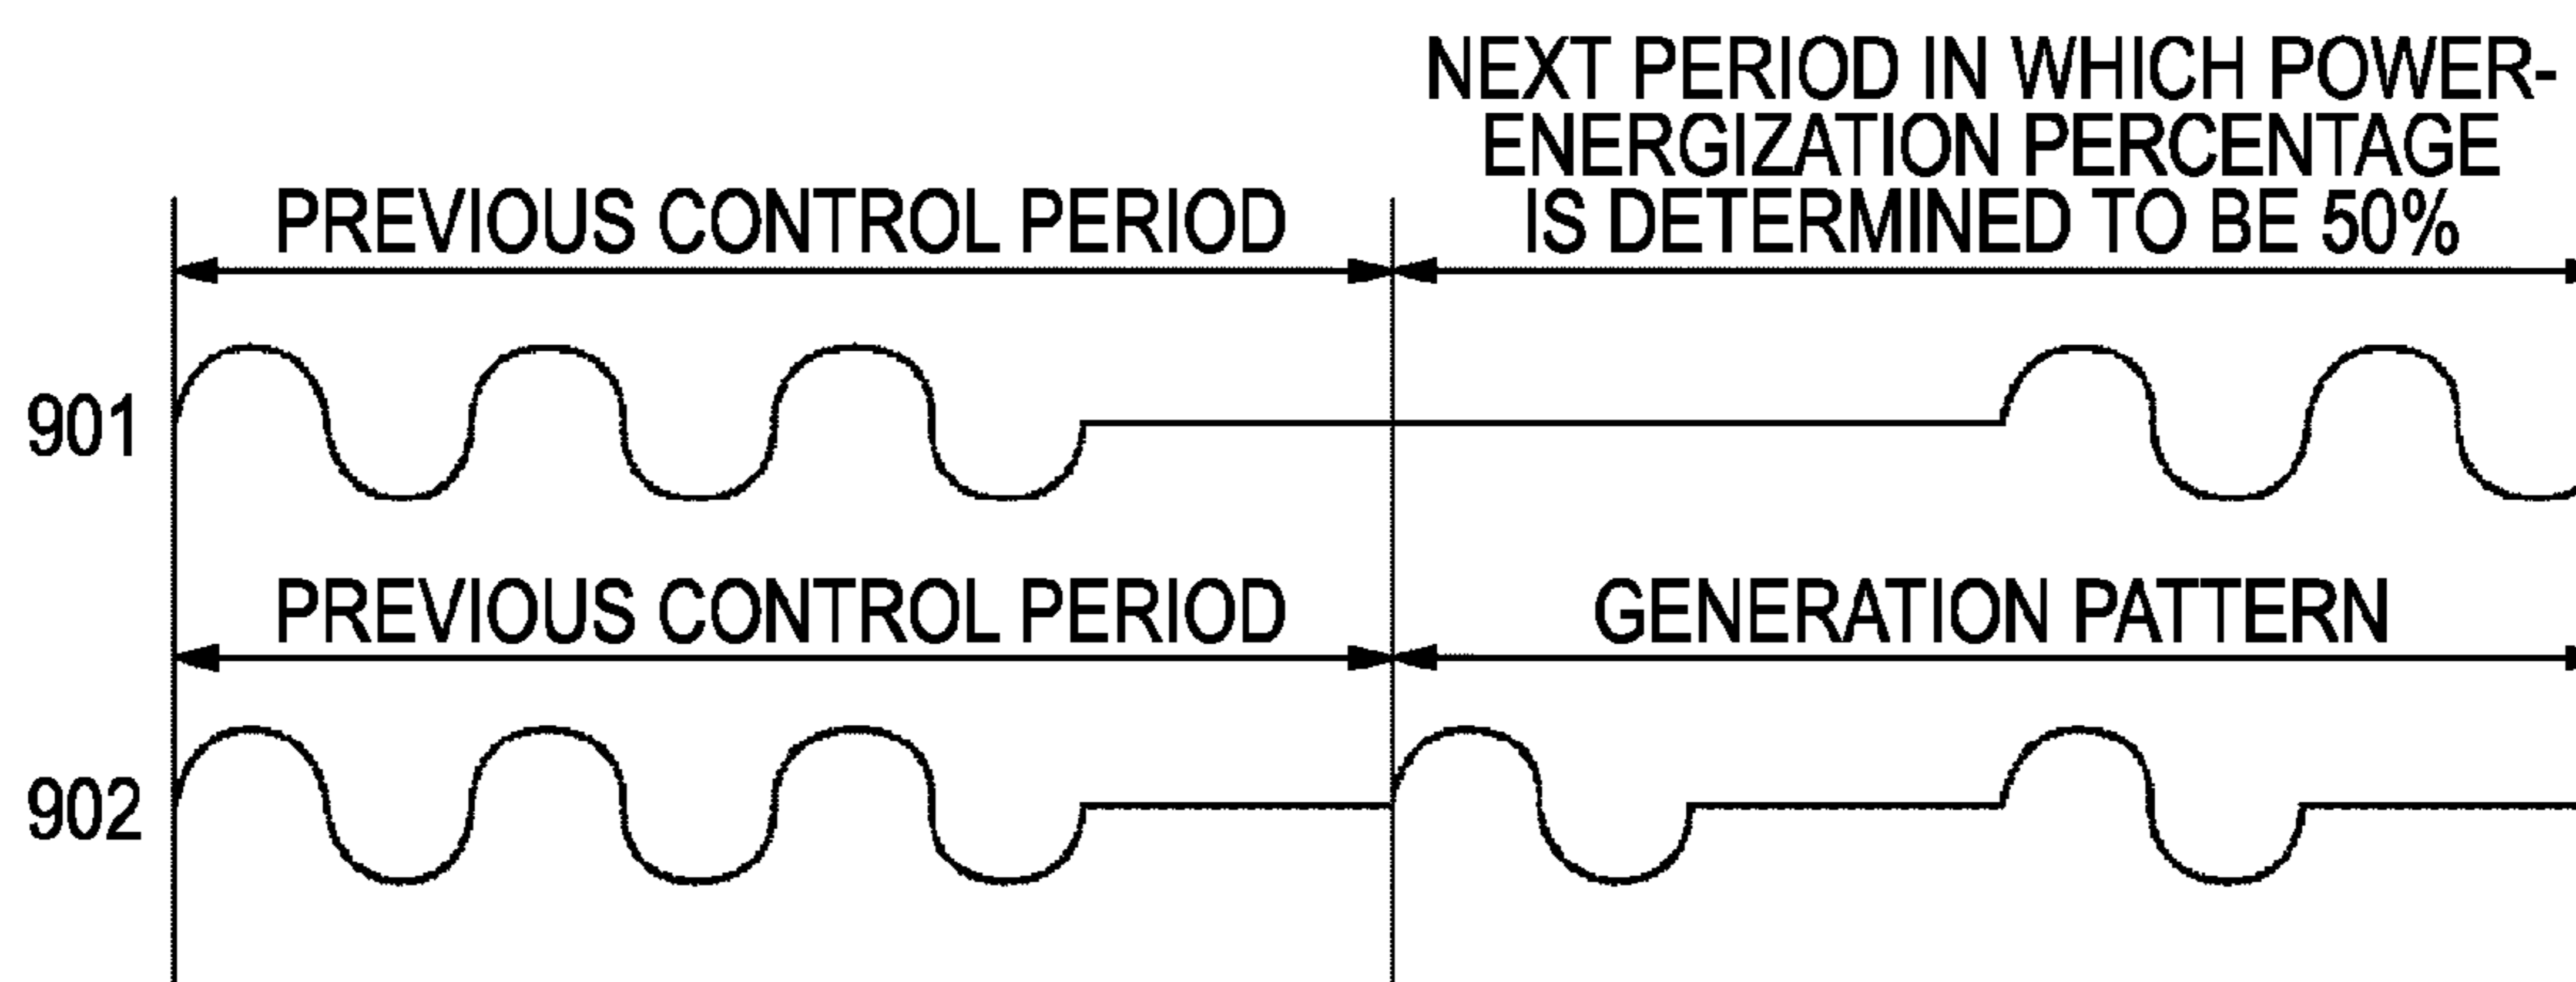 NEXT PERIOD IN WHICH POWER-
ENERGIZATION PERCENTAGE
IS DETERMINED TO BE 50%
PREVIOUS CONTROL PERIOD
901
PREVIOUS CONTROL PERIOD
GENERATION PATTERN
902